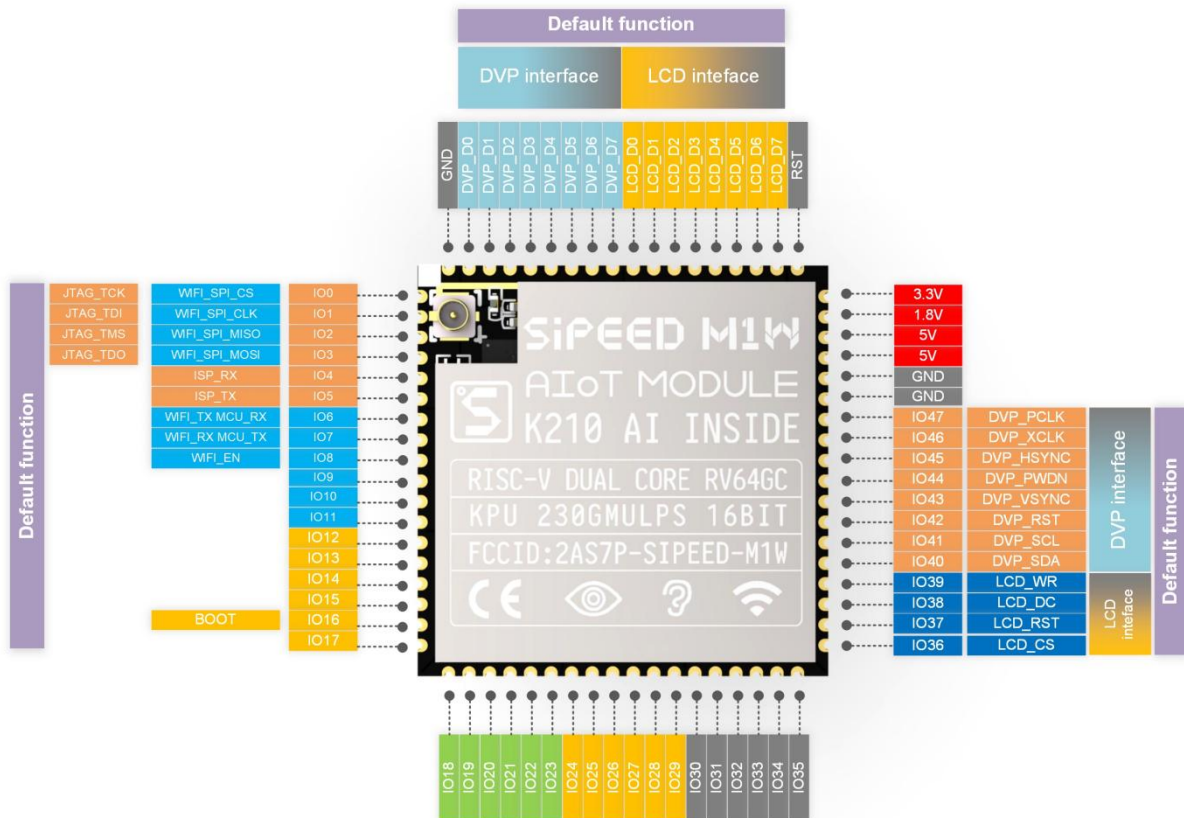 Default function
DVP interface LCD inteface
GND DVP_D0 DVP_D1 DVP_D2 DVP_D3 DVP_D4 DVP_D5 DVP_D6 DVP_D7 LCD_D0 LCD_D1 LCD_D2 LCD_D3 LCD_D4 LCD_D5 LCD_D6 LCD_D7 RST
Default function
JTAG_TCK WIFI_SPI_CS IO0
JTAG_TDI WIFI_SPI_CLK IO1
JTAG_TMS WIFI_SPI_MISO IO2
JTAG_TDO WIFI_SPI_MOSI IO3
ISP_RX IO4
ISP_TX IO5
WIFI_TX MCU_RX IO6
WIFI_RX MCU_TX IO7
WIFI_EN IO8
IO9
IO10
IO11
IO12
IO13
IO14
IO15
BOOT IO16
IO17
SiPEED M1W
AIoT MODULE
K210 AI INSIDE
RISC-V DUAL CORE RV64GC
KPU 230GMULPS 16BIT
FCCID:2AS7P-SIPEED-M1W
CE
3.3V
1.8V
5V
5V
GND
GND
IO47 DVP_PCLK
IO46 DVP_XCLK
IO45 DVP_HSYNC
IO44 DVP_PWDN
IO43 DVP_VSYNC
IO42 DVP_RST
IO41 DVP_SCL
IO40 DVP_SDA
IO39 LCD_WR
IO38 LCD_DC
IO37 LCD_RST
IO36 LCD_CS
DVP interface
LCD
inteface
Default function
IO18 IO19 IO20 IO21 IO22 IO23 IO24 IO25 IO26 IO27 IO28 IO29 IO30 IO31 IO32 IO33 IO34 IO35